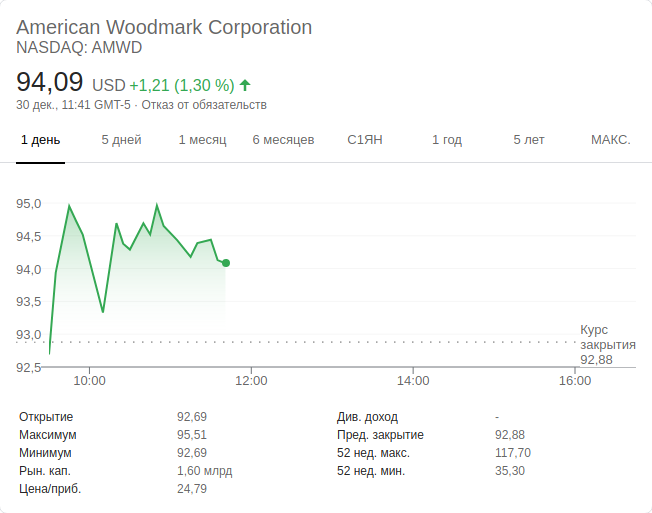 American Woodmark Corporation
NASDAQ: AMWD
94,09 USD +1,21 (1,30 %)
30 дек., 11:41 GMT-5 · Отказ от обязательств
1 день 5 дней 1 месяц 6 месяцев С1ЯН 1 год 5 лет МАКС.
95,0
94,5
94,0
93,5
93,0
92,5
Курс
закрытия
92,88
10:00 12:00 14:00 16:00
Открытие 92,69 Див. доход -
Максимум 95,51 Пред. закрытие 92,88
Минимум 92,69 52 нед. макс. 117,70
Рын. кап. 1,60 млрд 52 нед. мин. 35,30
Цена/приб. 24,79